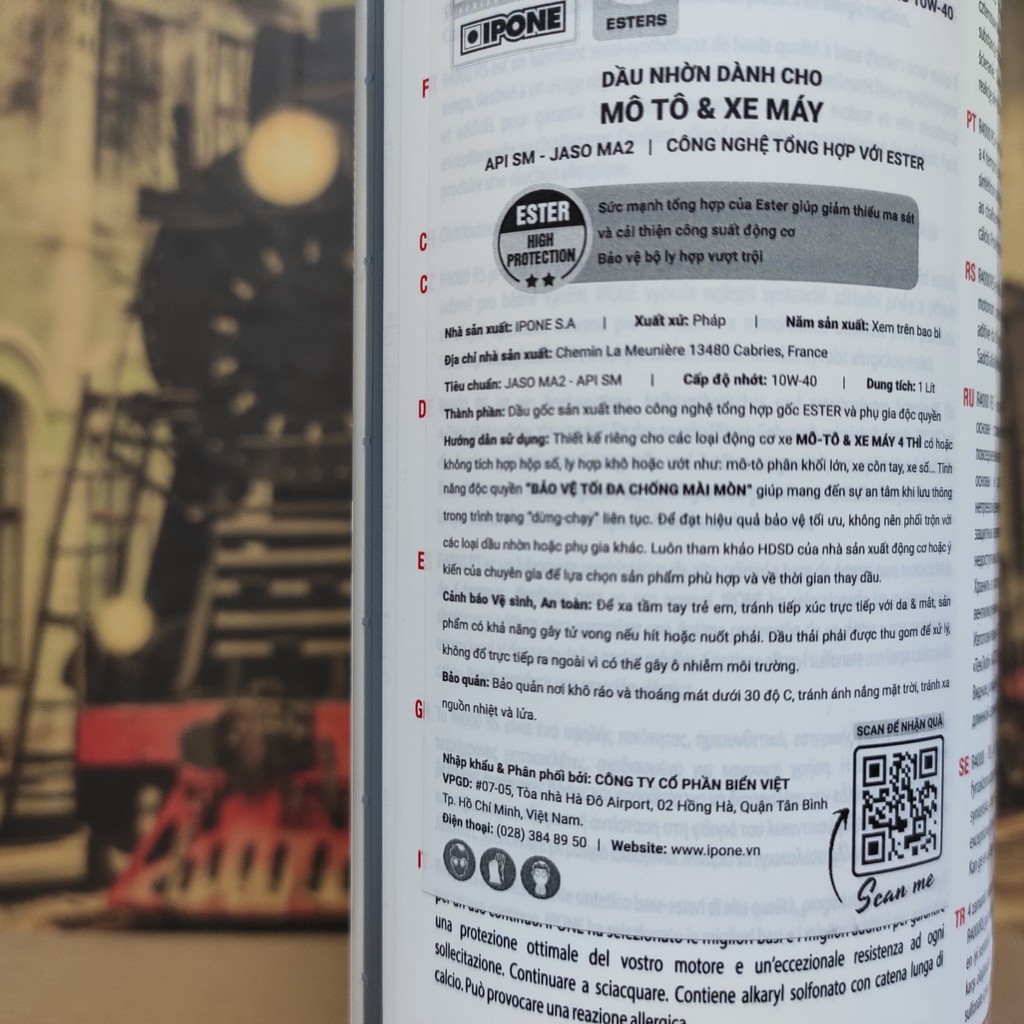 10W-40
IPONE
ESTERS
DẦU NHỜN DÀNH CHO
MÔ TÔ & XE MÁY
API SM - JASO MA2 | CÔNG NGHỆ TỔNG HỢP VỚI ESTER
ESTER
HIGH
PROTECTION
Sức mạnh tổng hợp của Ester giúp giảm thiểu ma sát
và cải thiện công suất động cơ
Bảo vệ bộ ly hợp vượt trội
Nhà sản xuất: IPONE S.A | Xuất xứ: Pháp | Năm sản xuất: Xem trên bao bì
Địa chỉ nhà sản xuất: Chemin La Meunière 13480 Cabries, France
Tiêu chuẩn: JASO MA2 - API SM | Cấp độ nhớt: 10W-40 | Dung tích: 1 Lít
Thành phần: Dầu gốc sản xuất theo công nghệ tổng hợp gốc ESTER và phụ gia độc quyền
Hướng dẫn sử dụng: Thiết kế riêng cho các loại động cơ xe MÔ-TÔ & XE MÁY 4 THÌ có hoặc
không tích hợp hộp số, ly hợp khô hoặc ướt như: mô-tô phân khối lớn, xe côn tay, xe số... Tính
năng độc quyền "BẢO VỆ TỐI ĐA CHỐNG MÀI MÒN" giúp mang đến sự an tâm khi lưu thông
trong trình trạng "dừng-chạy" liên tục. Để đạt hiệu quả bảo vệ tối ưu, không nên phối trộn với
các loại dầu nhờn hoặc phụ gia khác. Luôn tham khảo HDSD của nhà sản xuất động cơ hoặc ý
kiến của chuyên gia để lựa chọn sản phẩm phù hợp và về thời gian thay dầu.
Cảnh báo Vệ sinh, An toàn: Để xa tầm tay trẻ em, tránh tiếp xúc trực tiếp với da & mắt, sản
phẩm có khả năng gây tử vong nếu hít hoặc nuốt phải. Dầu thải phải được thu gom để xử lý,
không đổ trực tiếp ra ngoài vì có thể gây ô nhiễm môi trường.
Bảo quản: Bảo quản nơi khô ráo và thoáng mát dưới 30 độ C, tránh ánh nắng mặt trời, tránh xa
nguồn nhiệt và lửa.
SCAN ĐỂ NHẬN QUÀ
Nhập khẩu & Phân phối bởi: CÔNG TY CỔ PHẦN BIỂN VIỆT
VPGD: #07-05, Tòa nhà Hà Đô Airport, 02 Hồng Hà, Quận Tân Bình
Tp. Hồ Chí Minh, Việt Nam.
Điện thoại: (028) 384 89 50 | Website: www.ipone.vn
Scan me
una protezione ottimale del vostro motore e un'eccezionale resistenza ad ogni
sollecitazione. Continuare a sciacquare. Contiene alkaryl solfonato con catena lunga di
calcio. Può provocare una reazione allergica.
F
C
C
D
E
G
I
PT
RS
RU
SE
TR